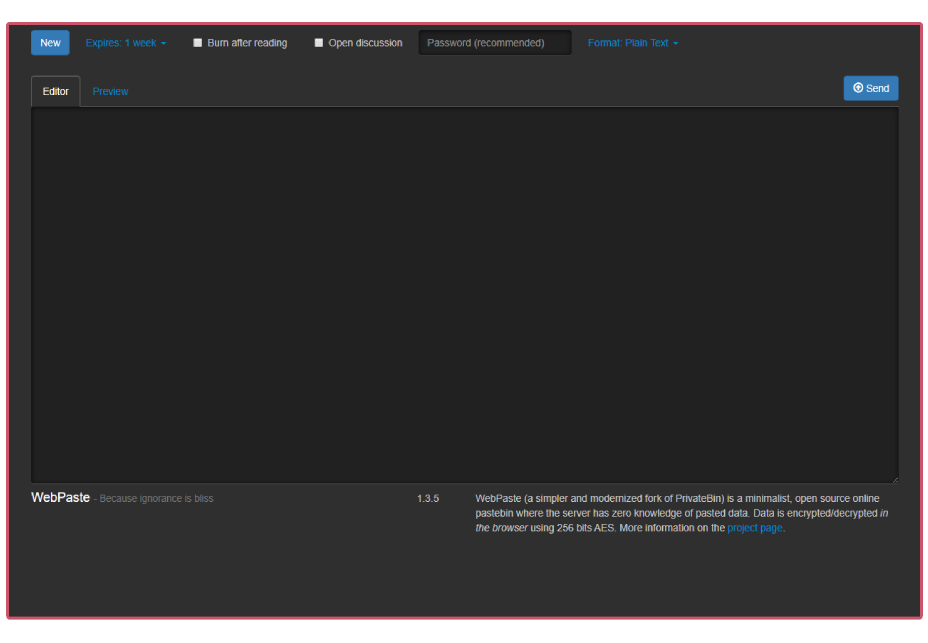 New Expires: 1 week Burn after reading Open discussion Password (recommended) Format: Plain Text
Editor Preview Send
WebPaste - Because ignorance is bliss 1.3.5 WebPaste (a simpler and modernized fork of PrivateBin) is a minimalist, open source online
pastebin where the server has zero knowledge of pasted data. Data is encrypted/decrypted in
the browser using 256 bits AES. More information on the project page.